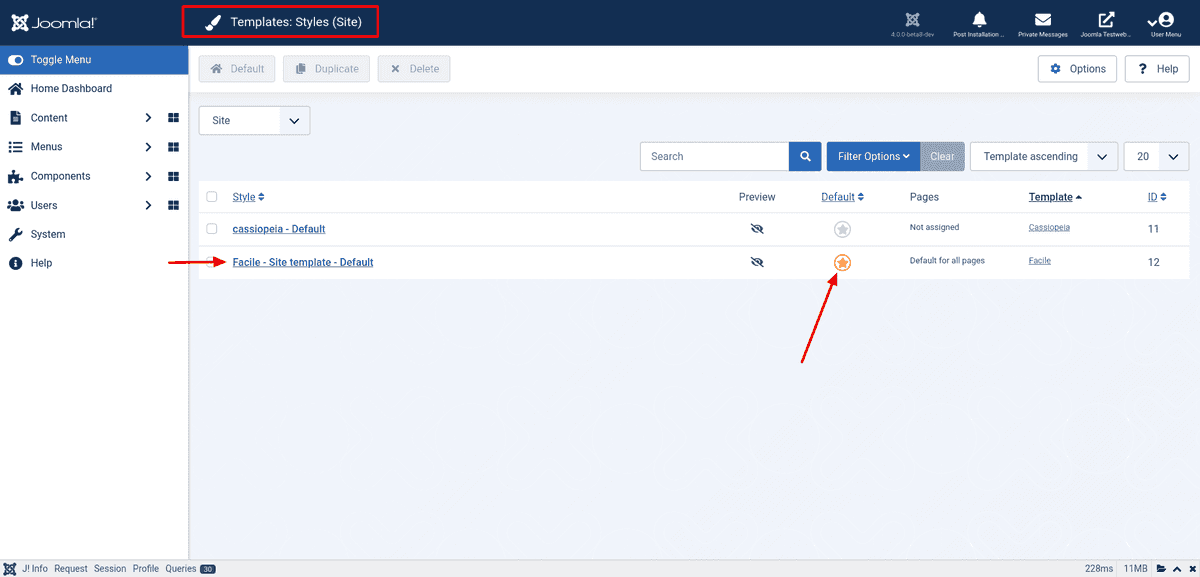 Joomla!® Templates: Styles (Site) 4.0.0-beta8-dev Post Installation ... Private Messages Joomla Testweb... User Menu
Toggle Menu
Home Dashboard
Content
Menus
Components
Users
System
Help
Default Duplicate Delete Options Help
Site
Search Filter Options Clear Template ascending 20
Style Preview Default Pages Template ID
cassiopeia - Default Not assigned Cassiopeia 11
Facile - Site template - Default Default for all pages Facile 12
J! Info Request Session Profile Queries 30 228ms 11MB